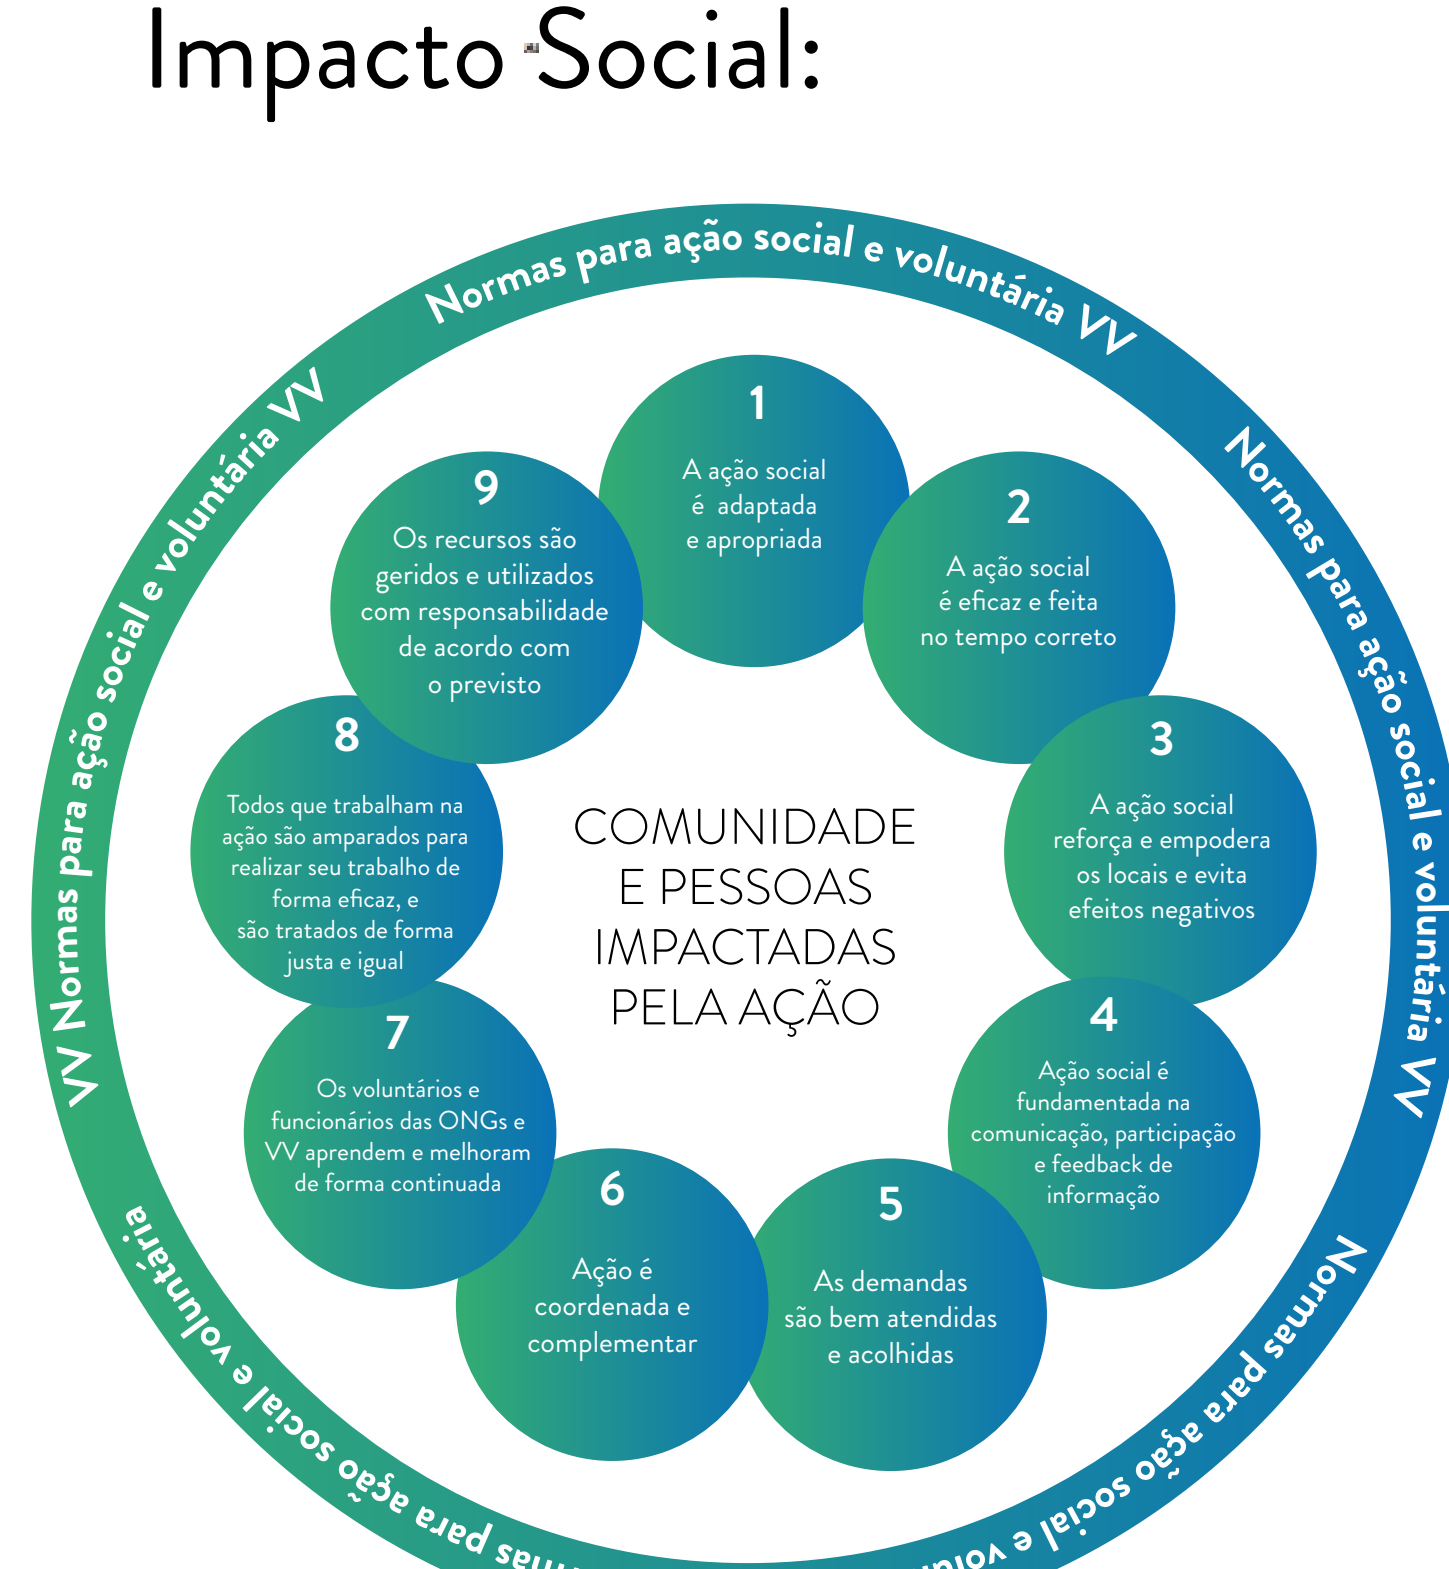 Impacto Social:
Normas para ação social e voluntária VV
Normas para ação social e voluntária VV
Normas para ação social e
para ação social e voluntária
VV Normas para ação social e voluntária VV
1
A ação social
é adaptada
e apropriada
2
A ação social
é eficaz e feita
no tempo correto
3
A ação social
reforça e empodera
os locais e evita
efeitos negativos
4
Ação social é
fundamentada na
comunicação, participação
e feedback de
informação
5
As demandas
são bem atendidas
e acolhidas
6
Ação é
coordenada e
complementar
7
Os voluntários e
funcionários das ONGs e
VV aprendem e melhoram
de forma continuada
8
Todos que trabalham na
ação são amparados para
realizar seu trabalho de
forma eficaz, e
são tratados de forma
justa e igual
9
Os recursos são
geridos e utilizados
com responsabilidade
de acordo com
o previsto
COMUNIDADE
E PESSOAS
IMPACTADAS
PELA AÇÃO